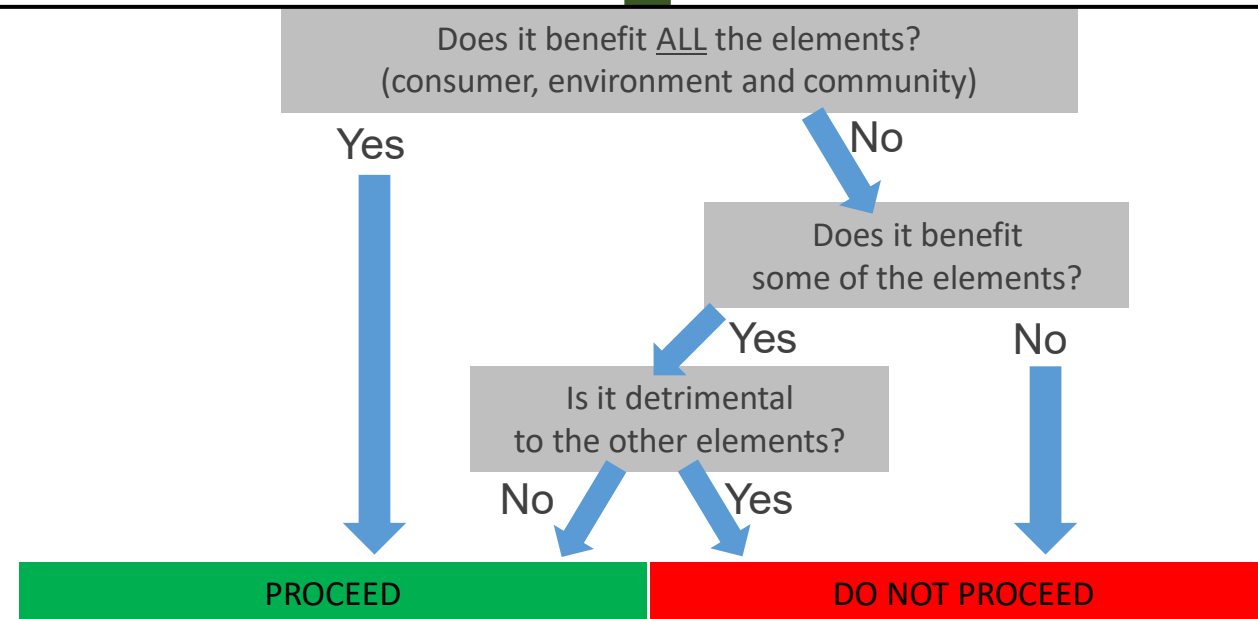 Does it benefit ALL the elements?
(consumer, environment and community)
Yes
No
Does it benefit
some of the elements?
Yes
No
Is it detrimental
to the other elements?
No
Yes
PROCEED
DO NOT PROCEED